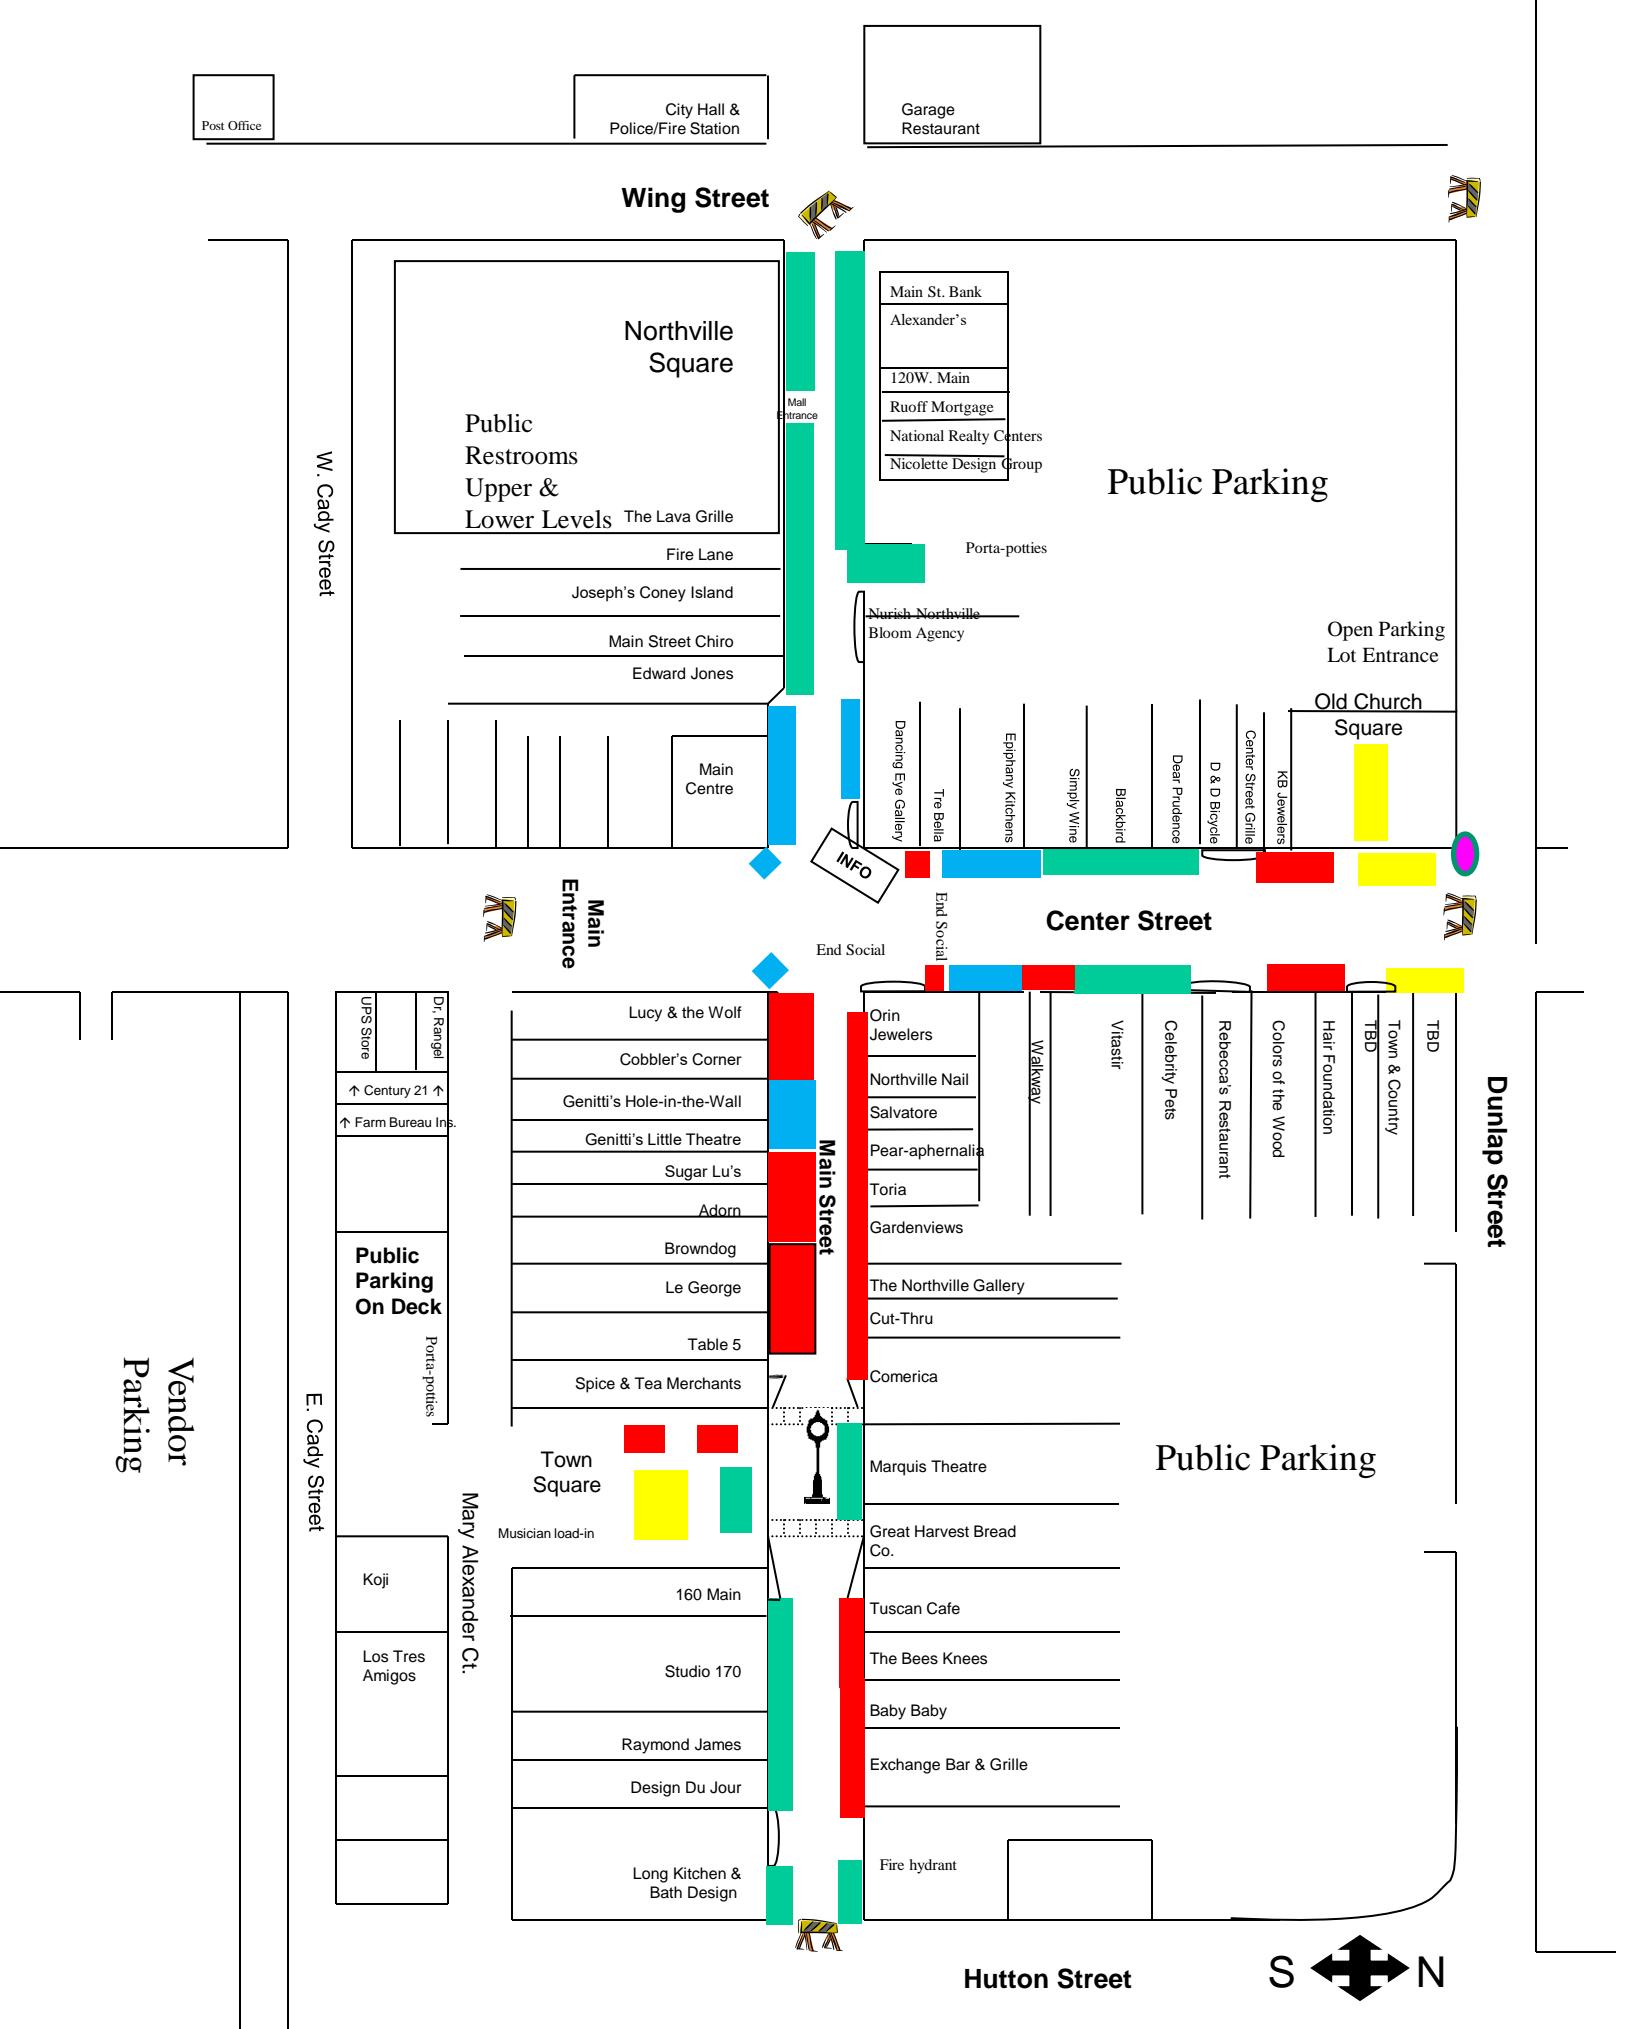 City Hall &
Police/Fire Station
Garage
Restaurant
Post Office
Wing Street
Main St. Bank
Alexander's
Northville
Square
120W. Main
Mall
Entrance
Ruoff Mortgage
Public
Restrooms
Upper &
Lower Levels
National Realty Centers
Nicolette Design Group
W. Cady Street
Public Parking
The Lava Grille
Fire Lane
Porta-potties
Joseph's Coney Island
Nurish Northville
Bloom Agency
Main Street Chiro
Edward Jones
Open Parking
Lot Entrance
Old Church
Square
Main
Centre
Dancing Eye Gallery
Tre Bella
Epiphany Kitchens
Simply Wine
Blackbird
Dear Prudence
D & D Bicycle
Center Street Grille
KB Jewelers
INFO
Main
Entrance
End Social
End Social
Center Street
UPS Store
Dr, Rangel
↑ Century 21 ↑
↑ Farm Bureau Ins.
Lucy & the Wolf
Cobbler's Corner
Genitti's Hole-in-the-Wall
Genitti's Little Theatre
Sugar Lu's
Adorn
Browndog
Le George
Table 5
Spice & Tea Merchants
Main Street
Orin
Jewelers
Northville Nail
Salvatore
Pear-aphernalia
Toria
Gardenviews
The Northville Gallery
Cut-Thru
Comerica
Walkway
Vitastir
Celebrity Pets
Rebecca's Restaurant
Colors of the Wood
Hair Foundation
TBD
Town & Country
TBD
Dunlap Street
Public
Parking
On Deck
Porta-potties
Vendor
Parking
E. Cady Street
Town
Square
Musician load-in
Mary Alexander Ct.
Marquis Theatre
Public Parking
Great Harvest Bread
Co.
Koji
Los Tres
Amigos
160 Main
Studio 170
Raymond James
Design Du Jour
Long Kitchen &
Bath Design
Tuscan Cafe
The Bees Knees
Baby Baby
Exchange Bar & Grille
Fire hydrant
Hutton Street
S
N